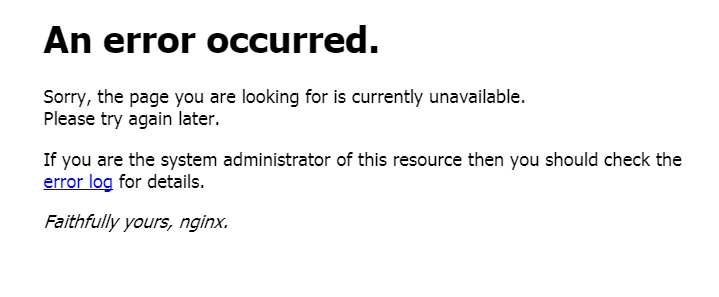 An error occurred.
Sorry, the page you are looking for is currently unavailable.
Please try again later.
If you are the system administrator of this resource then you should check the
error log for details.
Faithfully yours, nginx.